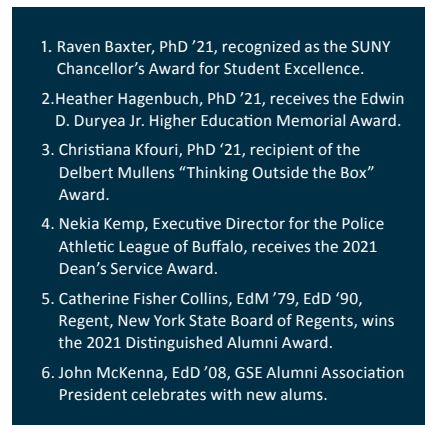 1. Raven Baxter, PhD ’21, recognized as the SUNY
Chancellor’s Award for Student Excellence.
2.Heather Hagenbuch, PhD ’21, receives the Edwin
D. Duryea Jr. Higher Education Memorial Award.
3. Christiana Kfouri, PhD ‘21, recipient of the
Delbert Mullens “Thinking Outside the Box”
Award.
4. Nekia Kemp, Executive Director for the Police
Athletic League of Buffalo, receives the 2021
Dean’s Service Award.
5. Catherine Fisher Collins, EdM ’79, EdD ‘90,
Regent, New York State Board of Regents, wins
the 2021 Distinguished Alumni Award.
6. John McKenna, EdD ’08, GSE Alumni Association
President celebrates with new alums.